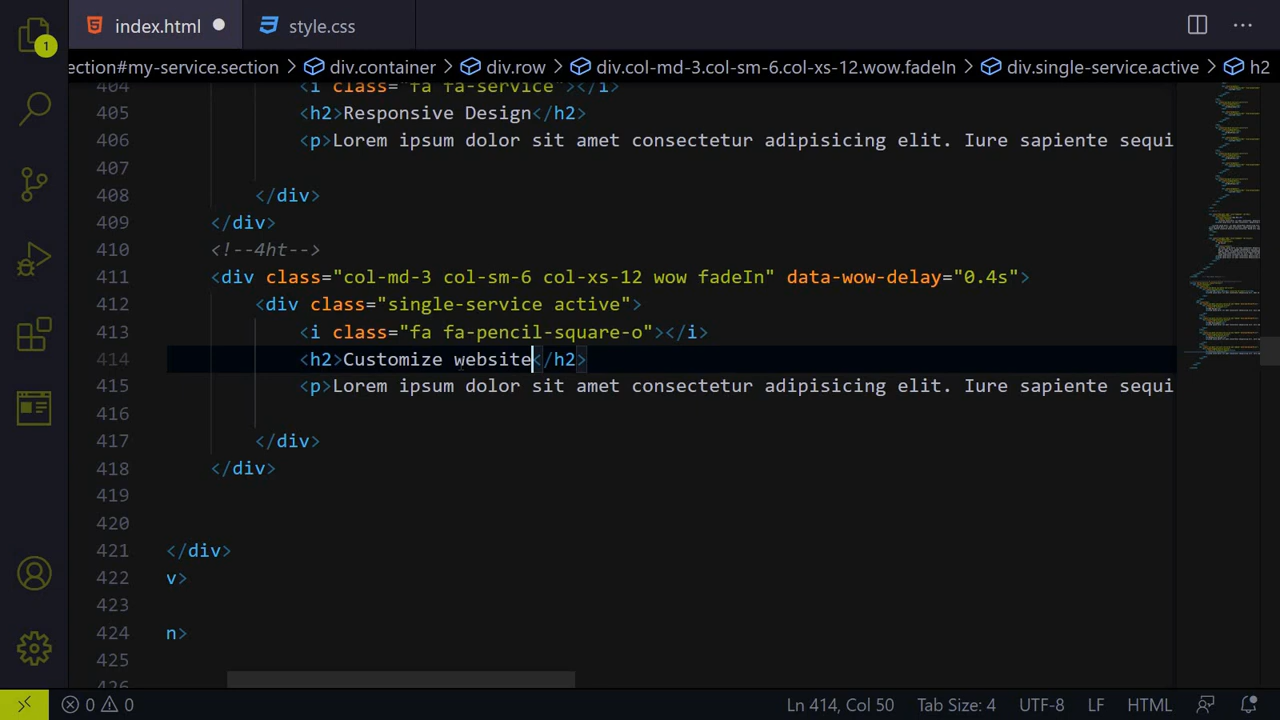 index.html
style.css
1
ection#my-service.section
div.container
div.row
div.col-md-3.col-sm-6.col-xs-12.wow.fadeIn
div.single-service.active
h2
404 <i class="fa fa-service"></i>
405 <h2>Responsive Design</h2>
406 <p>Lorem ipsum dolor sit amet consectetur adipisicing elit. Iure sapiente sequi
407
408 </div>
409 </div>
410 <!--4ht-->
411 <div class="col-md-3 col-sm-6 col-xs-12 wow fadeIn" data-wow-delay="0.4s">
412 <div class="single-service active">
413 <i class="fa fa-pencil-square-o"></i>
414 <h2>Customize website</h2>
415 <p>Lorem ipsum dolor sit amet consectetur adipisicing elit. Iure sapiente sequi
416
417 </div>
418 </div>
419
420
421 </div>
422 v>
423
424 n>
425
426
0 0 Ln 414, Col 50 Tab Size: 4 UTF-8 LF HTML